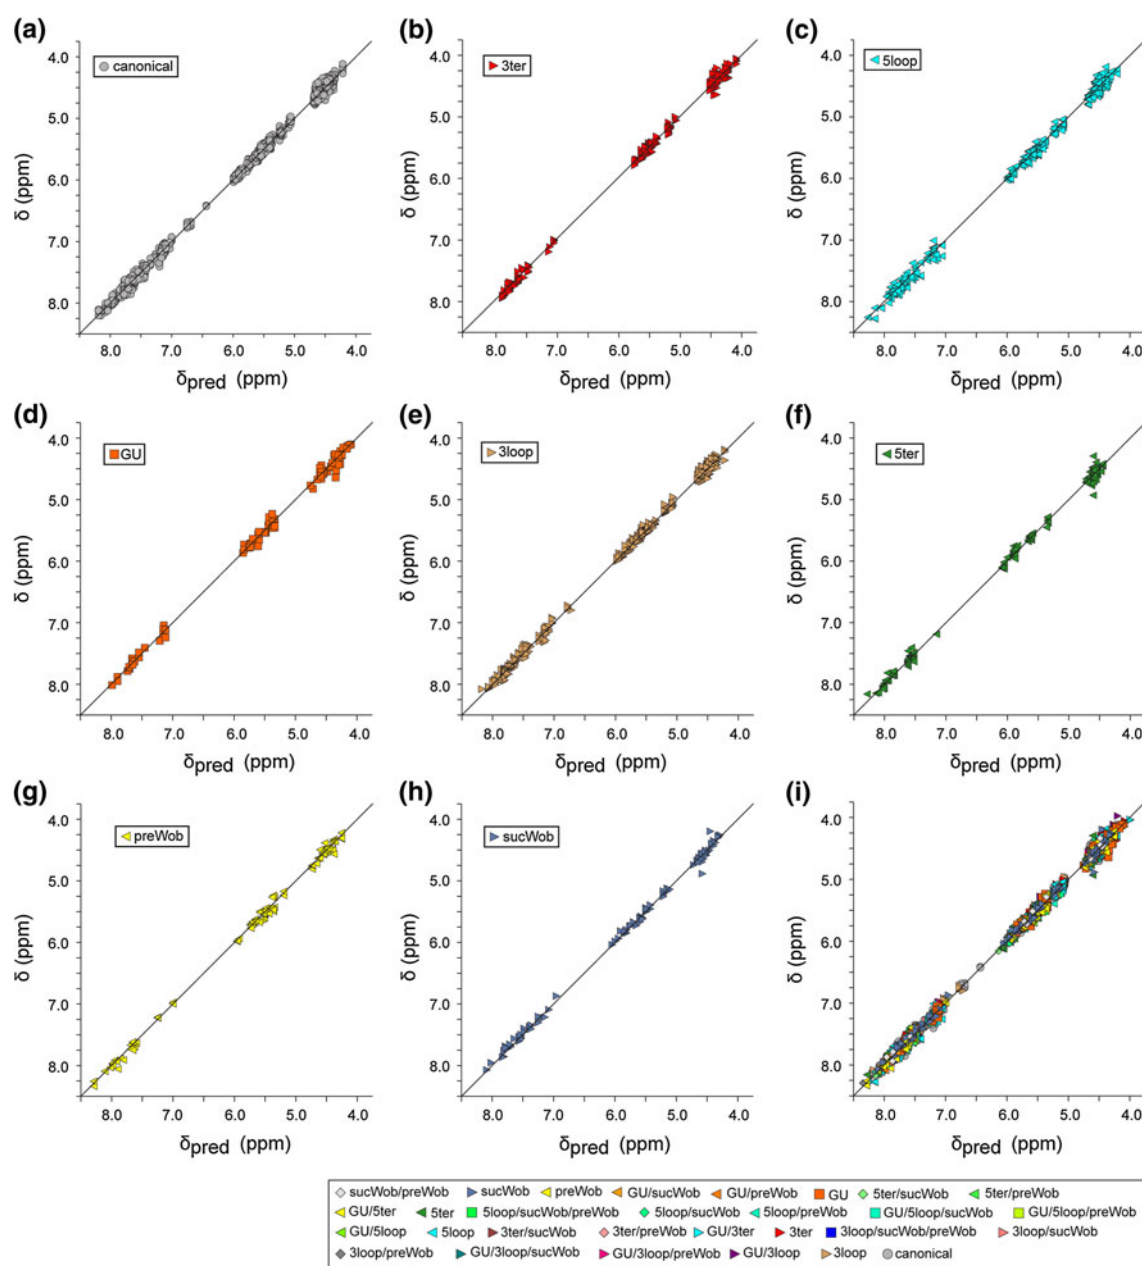 (a)
canonical
4.0
5.0
6.0
7.0
8.0
δ (ppm)
8.0 7.0 6.0 5.0 4.0
δpred (ppm)
(b)
3ter
4.0
5.0
6.0
7.0
8.0
δ (ppm)
8.0 7.0 6.0 5.0 4.0
δpred (ppm)
(c)
5loop
4.0
5.0
6.0
7.0
8.0
δ (ppm)
8.0 7.0 6.0 5.0 4.0
δpred (ppm)
(d)
GU
4.0
5.0
6.0
7.0
8.0
δ (ppm)
8.0 7.0 6.0 5.0 4.0
δpred (ppm)
(e)
3loop
4.0
5.0
6.0
7.0
8.0
δ (ppm)
8.0 7.0 6.0 5.0 4.0
δpred (ppm)
(f)
5ter
4.0
5.0
6.0
7.0
8.0
δ (ppm)
8.0 7.0 6.0 5.0 4.0
δpred (ppm)
(g)
preWob
4.0
5.0
6.0
7.0
8.0
δ (ppm)
8.0 7.0 6.0 5.0 4.0
δpred (ppm)
(h)
sucWob
4.0
5.0
6.0
7.0
8.0
δ (ppm)
8.0 7.0 6.0 5.0 4.0
δpred (ppm)
(i)
4.0
5.0
6.0
7.0
8.0
δ (ppm)
8.0 7.0 6.0 5.0 4.0
δpred (ppm)
sucWob/preWob sucWob preWob GU/sucWob GU/preWob GU 5ter/sucWob 5ter/preWob
GU/5ter 5ter 5loop/sucWob/preWob 5loop/sucWob 5loop/preWob GU/5loop/sucWob GU/5loop/preWob
GU/5loop 5loop 3ter/sucWob 3ter/preWob GU/3ter 3ter 3loop/sucWob/preWob 3loop/sucWob
3loop/preWob GU/3loop/sucWob GU/3loop/preWob GU/3loop 3loop canonical